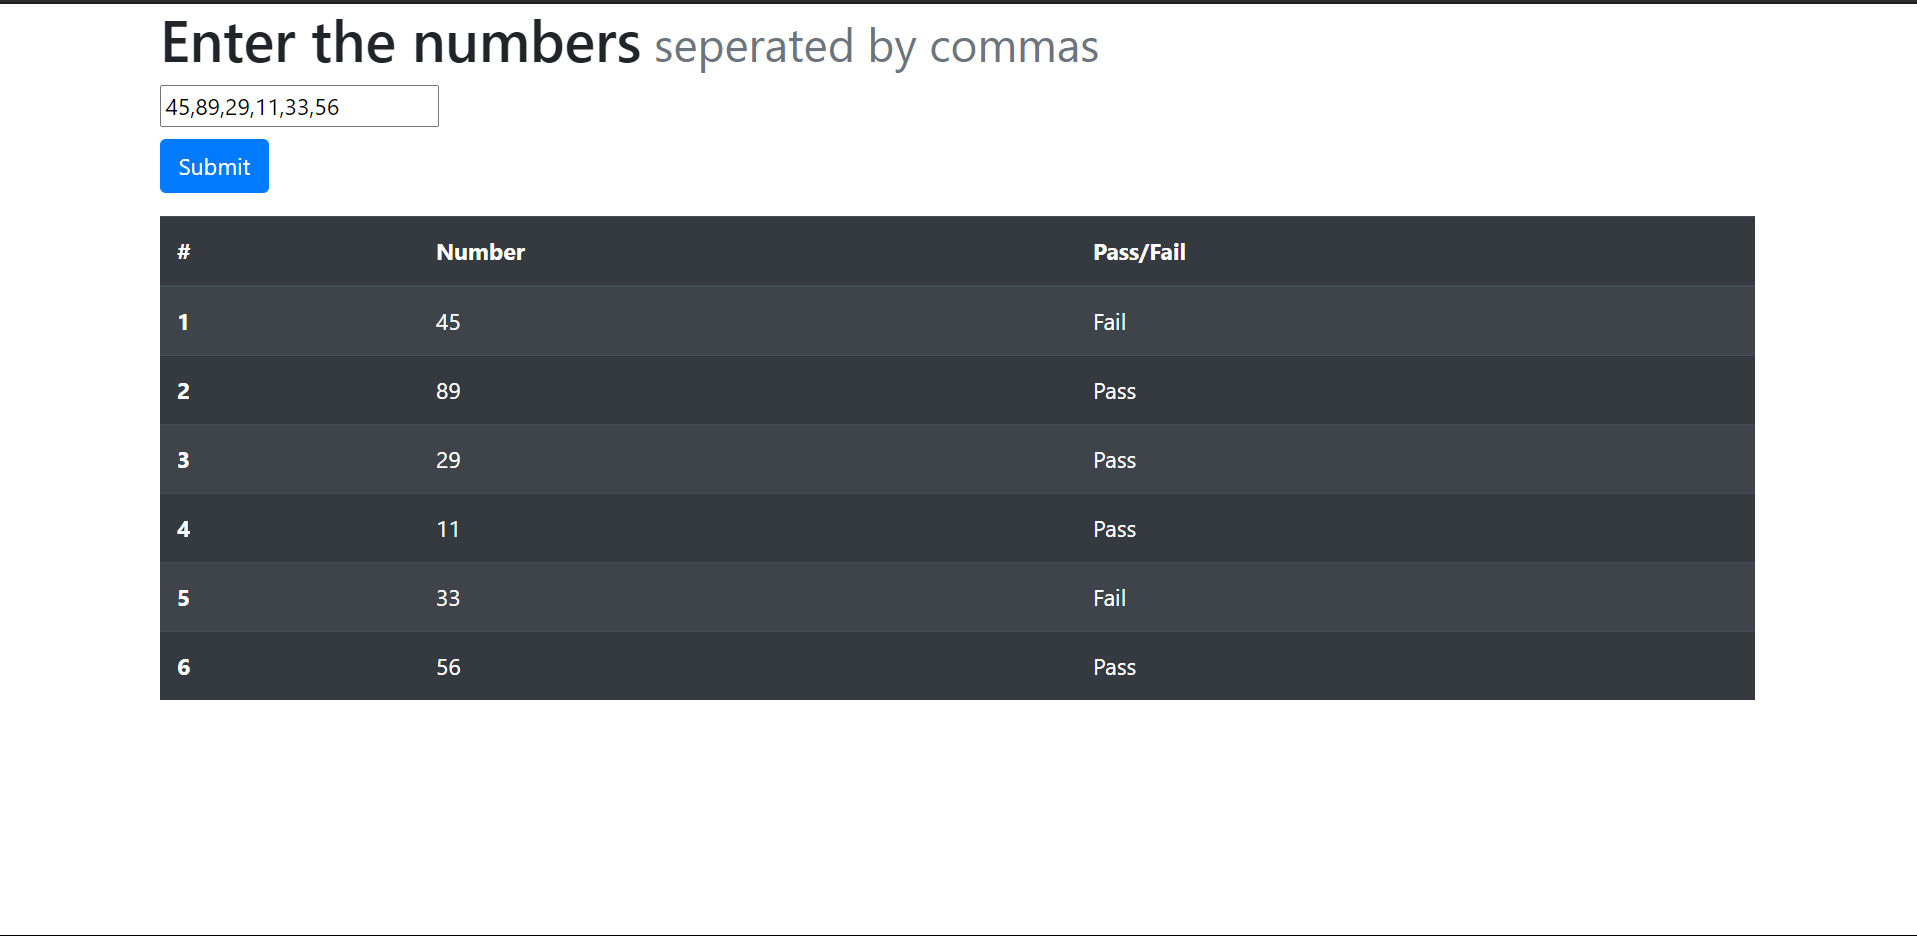 Enter the numbers seperated by commas
45,89,29,11,33,56
Submit
# Number Pass/Fail
1 45 Fail
2 89 Pass
3 29 Pass
4 11 Pass
5 33 Fail
6 56 Pass